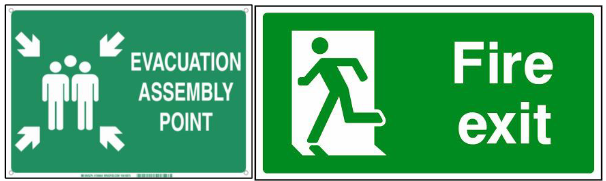 EVACUATION
ASSEMBLY
POINT
Fire
exit